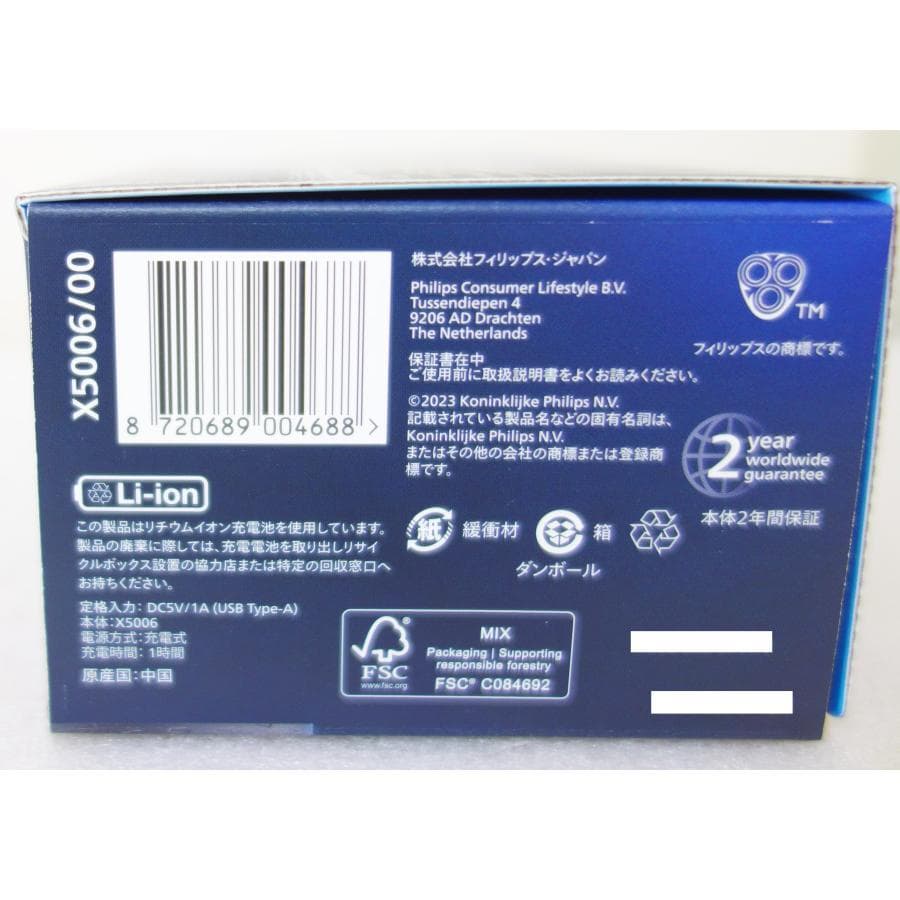 X5006/00
8 720689 004688 >
株式会社フィリップス・ジャパン
Philips Consumer Lifestyle B.V.
Tussendiepen 4
9206 AD Drachten
The Netherlands
保証書在中
ご使用前に取扱説明書をよくお読みください。
©2023 Koninklijke Philips N.V.
記載されている製品名などの固有名詞は、
Koninklijke Philips N.V.
またはその他の会社の商標または登録商
標です。
TM
フィリップスの商標です。
2 year
worldwide
guarantee
本体2年間保証
Li-ion
この製品はリチウムイオン充電池を使用しています。
製品の廃棄に際しては、充電電池を取り出しリサイ
クルボックス設置の協力店または特定の回収窓口へ
お持ちください。
定格入力: DC5V/1A (USB Type-A)
本体: X5006
電源方式: 充電式
充電時間: 1時間
原産国: 中国
紙 緩衝材
箱
ダンボール
FSC
www.fsc.org
MIX
Packaging | Supporting
responsible forestry
FSC® C084692